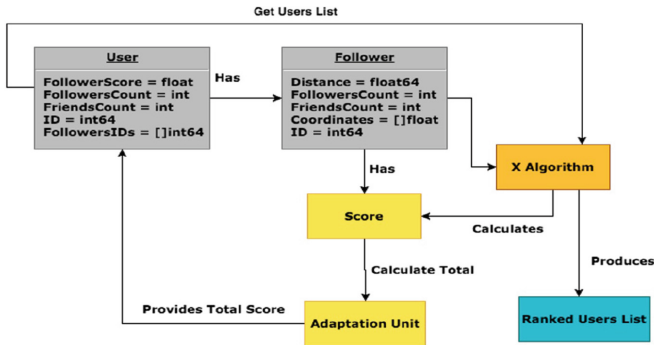 Get Users List
User
FollowerScore = float
FollowersCount = int
FriendsCount = int
ID = int64
FollowersIDs = []int64
Has
Follower
Distance = float64
FollowersCount = int
FriendsCount = int
Coordinates = []float
ID = int64
X Algorithm
Has
Score
Calculates
Calculate Total
Produces
Provides Total Score
Adaptation Unit
Ranked Users List